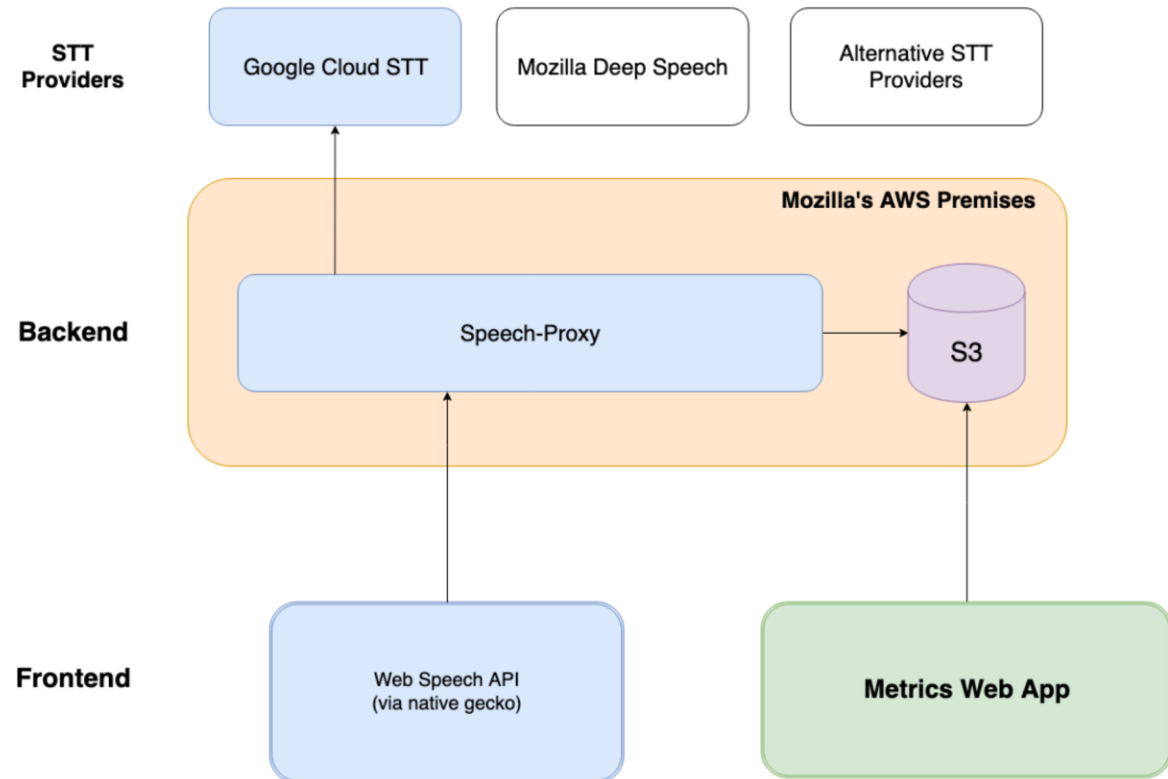 STT
Providers
Google Cloud STT
Mozilla Deep Speech
Alternative STT
Providers
Mozilla's AWS Premises
Backend
Speech-Proxy
S3
Frontend
Web Speech API
(via native gecko)
Metrics Web App